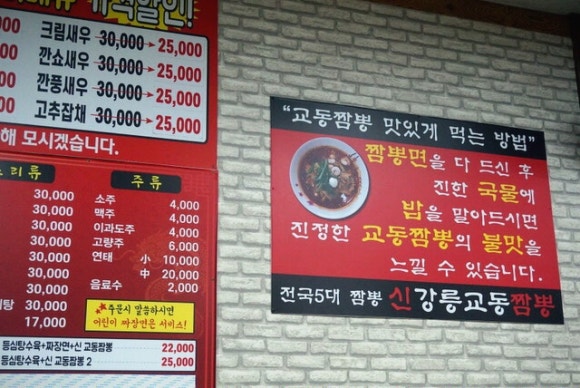 가격할인!
크림새우 30,000→25,000
깐쇼새우 30,000→25,000
깐풍새우 30,000→25,000
고추잡채 30,000→25,000
해 모시겠습니다.
리류
30,000
30,000
30,000
30,000
30,000
30,000
30,000
탕 30,000
17,000
주류
소주 4,000
맥주 4,000
이과도주 4,000
고량주 6,000
연태 小 10,000
中 20,000
음료수 2,000
주문시 말씀하시면
어린이 짜장면은 서비스!
등심탕수육+짜장면+신 교동짬뽕 22,000
등심탕수육+신 교동짬뽕 2 25,000
"교동짬뽕 맛있게 먹는 방법"
짬뽕면을 다 드신 후
진한 국물에
밥을 말아드시면
진정한 교동짬뽕의 불맛을
느낄 수 있습니다.
전국5대 짬뽕 신강릉교동짬뽕